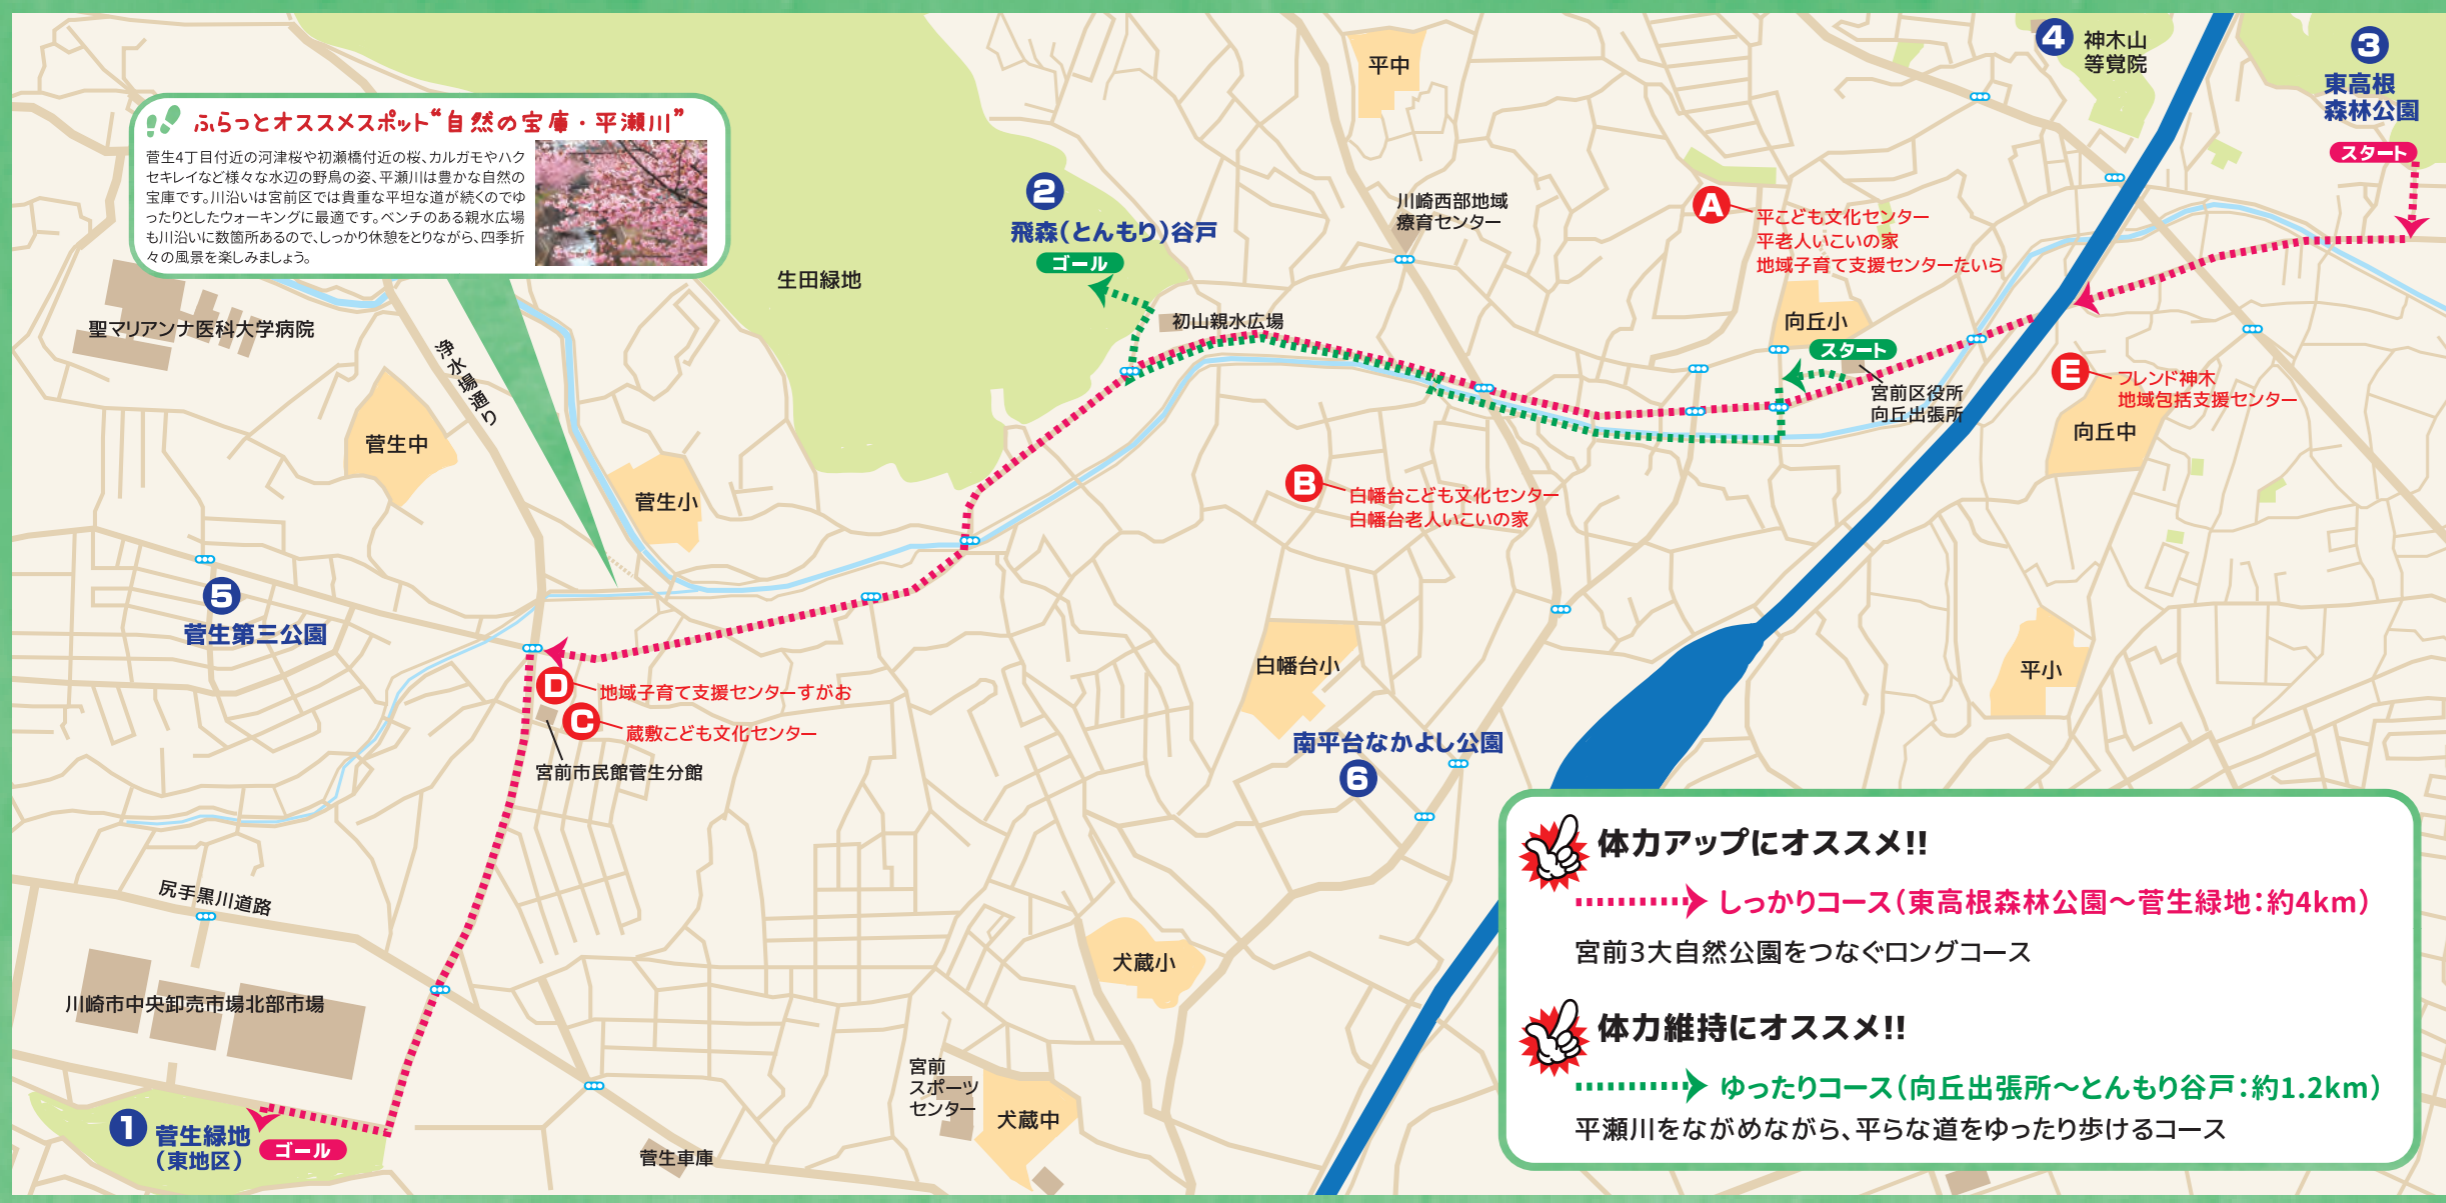 ふらっとオススメスポット“自然の宝庫・平瀬川”
菅生4丁目付近の河津桜や初瀬橋付近の桜、カルガモやハク
セキレイなど様々な水辺の野鳥の姿、平瀬川は豊かな自然の
宝庫です。川沿いは宮前区では貴重な平坦な道が続くのでゆ
ったりとしたウォーキングに最適です。ベンチのある親水広場
も川沿いに数箇所あるので、しっかり休憩をとりながら、四季折
々の風景を楽しみましょう。
平中
4
神木山
等覚院
3
東高根
森林公園
スタート
2
飛森(とんもり)谷戸
ゴール
生田緑地
川崎西部地域
療育センター
A
平こども文化センター
平老人いこいの家
地域子育て支援センターたいら
初山親水広場
向丘小
スタート
宮前区役所
向丘出張所
E
フレンド神木
地域包括支援センター
向丘中
聖マリアンナ医科大学病院
浄水場通り
菅生中
菅生小
B
白幡台こども文化センター
白幡台老人いこいの家
5
菅生第三公園
D
地域子育て支援センターすがお
C
蔵敷こども文化センター
宮前市民館菅生分館
白幡台小
平小
南平台なかよし公園
6
尻手黒川道路
川崎市中央卸売市場北部市場
犬蔵小
宮前
スポーツ
センター
犬蔵中
1
菅生緑地
(東地区)
ゴール
菅生車庫
体力アップにオススメ!!
しっかりコース(東高根森林公園〜菅生緑地:約4km)
宮前3大自然公園をつなぐロングコース
体力維持にオススメ!!
ゆったりコース(向丘出張所〜とんもり谷戸:約1.2km)
平瀬川をながめながら、平らな道をゆったり歩けるコース